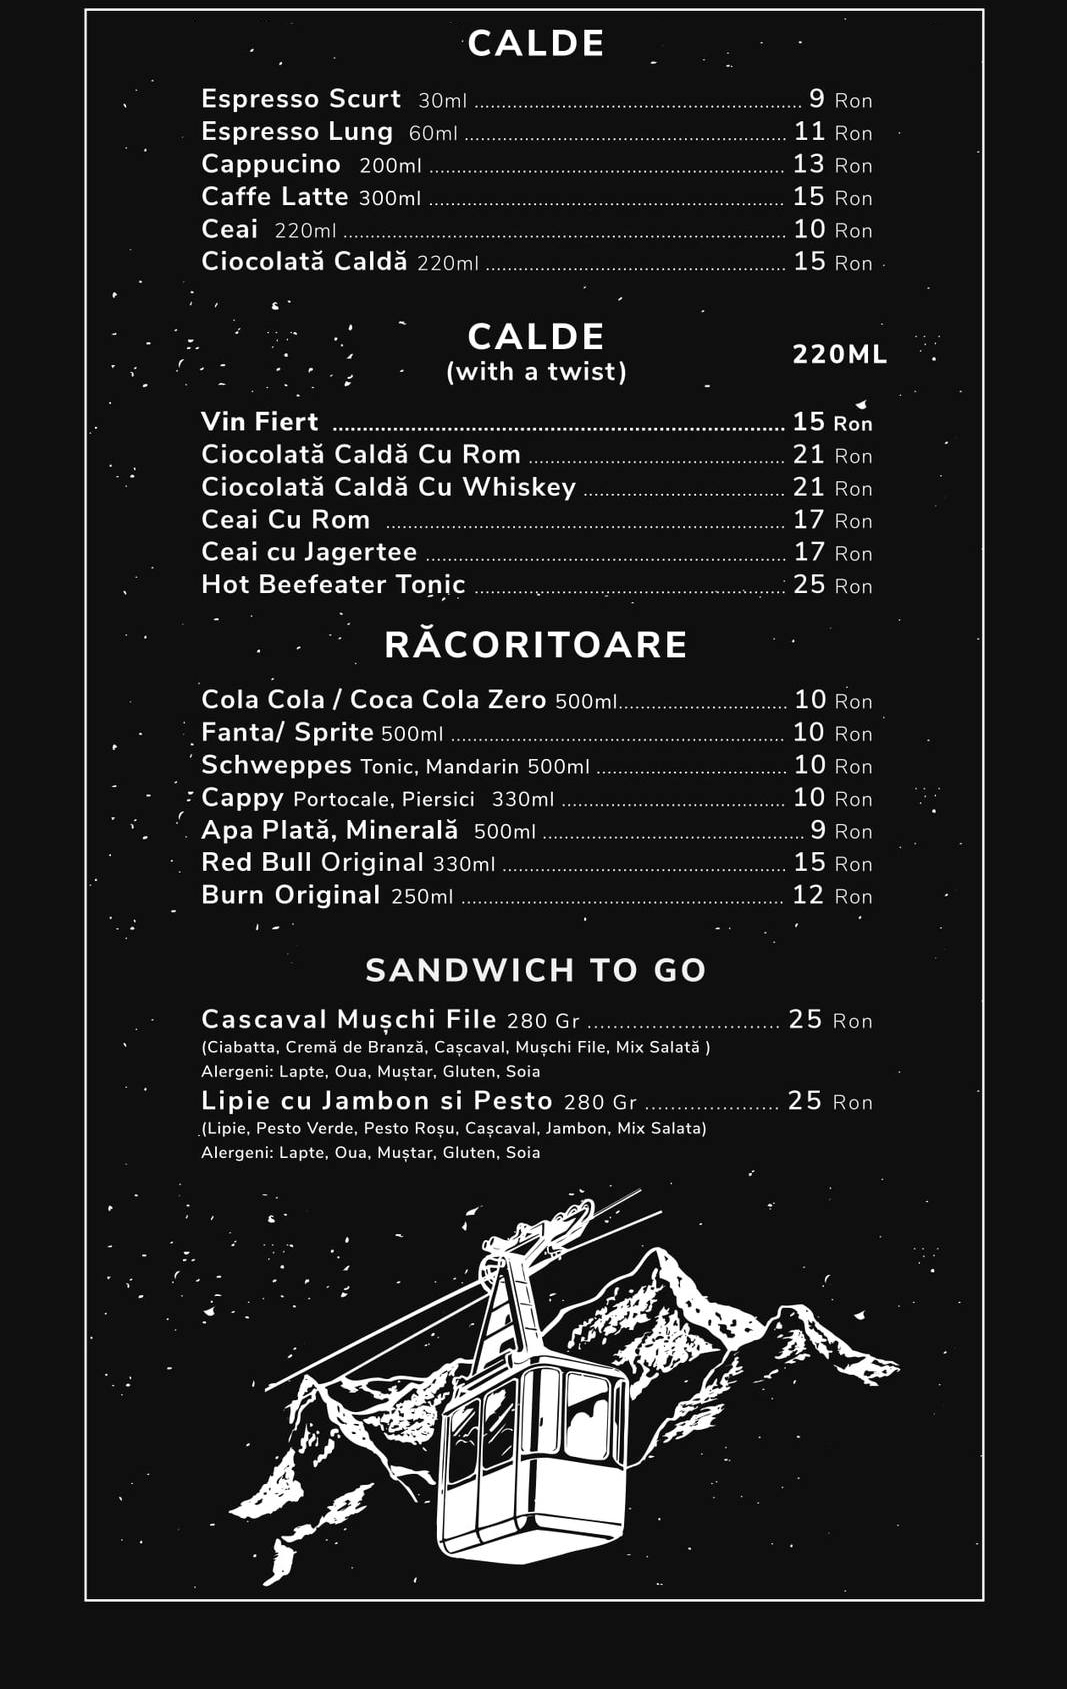 CALDE
Espresso Scurt 30ml ........ 9 Ron
Espresso Lung 60ml ........ 11 Ron
Cappucino 200ml ........ 13 Ron
Caffe Latte 300ml ........ 15 Ron
Ceai 220ml ........ 10 Ron
Ciocolată Caldă 220ml ........ 15 Ron
CALDE
(with a twist)
220ML
Vin Fiert ........ 15 Ron
Ciocolată Caldă Cu Rom ........ 21 Ron
Ciocolată Caldă Cu Whiskey ........ 21 Ron
Ceai Cu Rom ........ 17 Ron
Ceai cu Jagertee ........ 17 Ron
Hot Beefeater Tonic ........ 25 Ron
RĂCORITOARE
Cola Cola / Coca Cola Zero 500ml........ 10 Ron
Fanta/ Sprite 500ml ........ 10 Ron
Schweppes Tonic, Mandarin 500ml ........ 10 Ron
Cappy Portocale, Piersici 330ml ........ 10 Ron
Apa Plată, Minerală 500ml ........ 9 Ron
Red Bull Original 330ml ........ 15 Ron
Burn Original 250ml ........ 12 Ron
SANDWICH TO GO
Cascaval Mușchi File 280 Gr ........ 25 Ron
(Ciabatta, Cremă de Branză, Cașcaval, Mușchi File, Mix Salată )
Alergeni: Lapte, Oua, Muștar, Gluten, Soia
Lipie cu Jambon si Pesto 280 Gr ........ 25 Ron
(Lipie, Pesto Verde, Pesto Roșu, Cașcaval, Jambon, Mix Salata)
Alergeni: Lapte, Oua, Muștar, Gluten, Soia